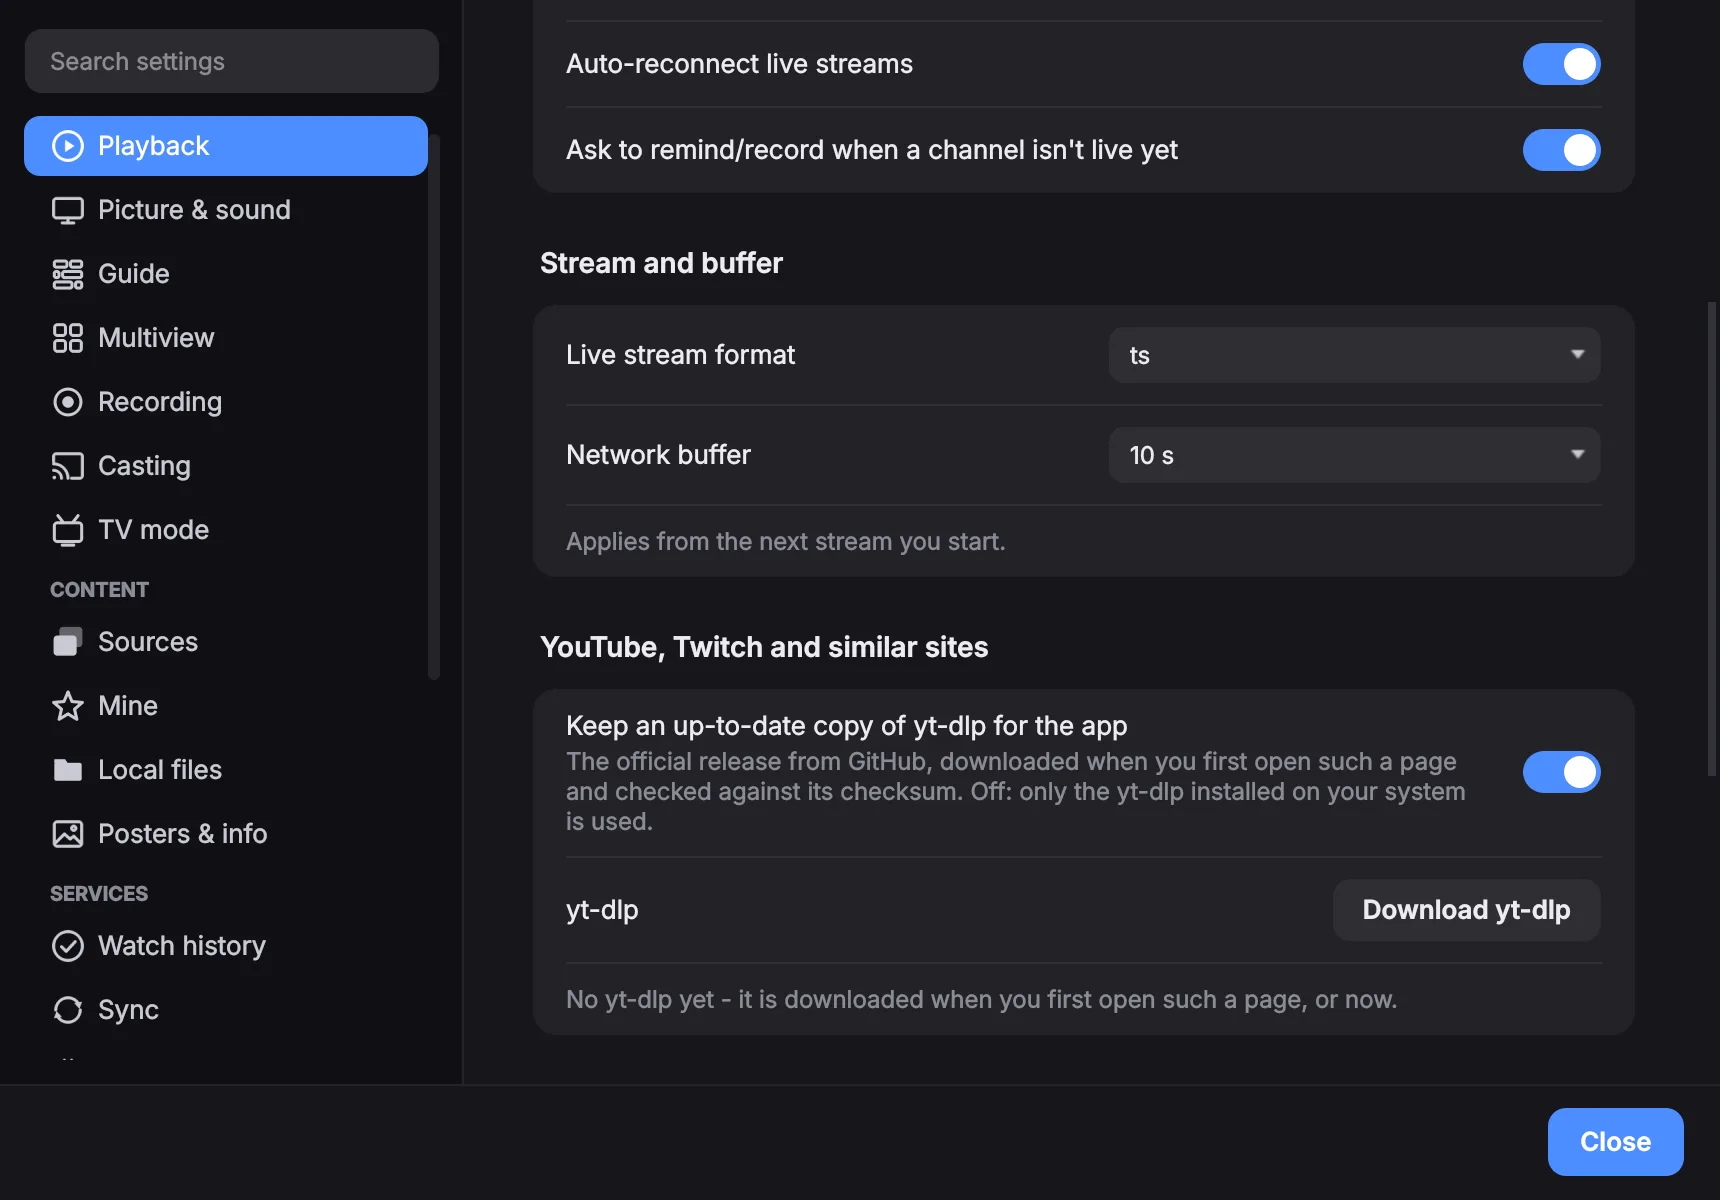 Search settings
Playback
Picture & sound
Guide
Multiview
Recording
Casting
TV mode
CONTENT
Sources
Mine
Local files
Posters & info
SERVICES
Watch history
Sync
Auto-reconnect live streams
Ask to remind/record when a channel isn't live yet
Stream and buffer
Live stream format
ts
Network buffer
10 s
Applies from the next stream you start.
YouTube, Twitch and similar sites
Keep an up-to-date copy of yt-dlp for the app
The official release from GitHub, downloaded when you first open such a page
and checked against its checksum. Off: only the yt-dlp installed on your system
is used.
yt-dlp
Download yt-dlp
No yt-dlp yet - it is downloaded when you first open such a page, or now.
Close